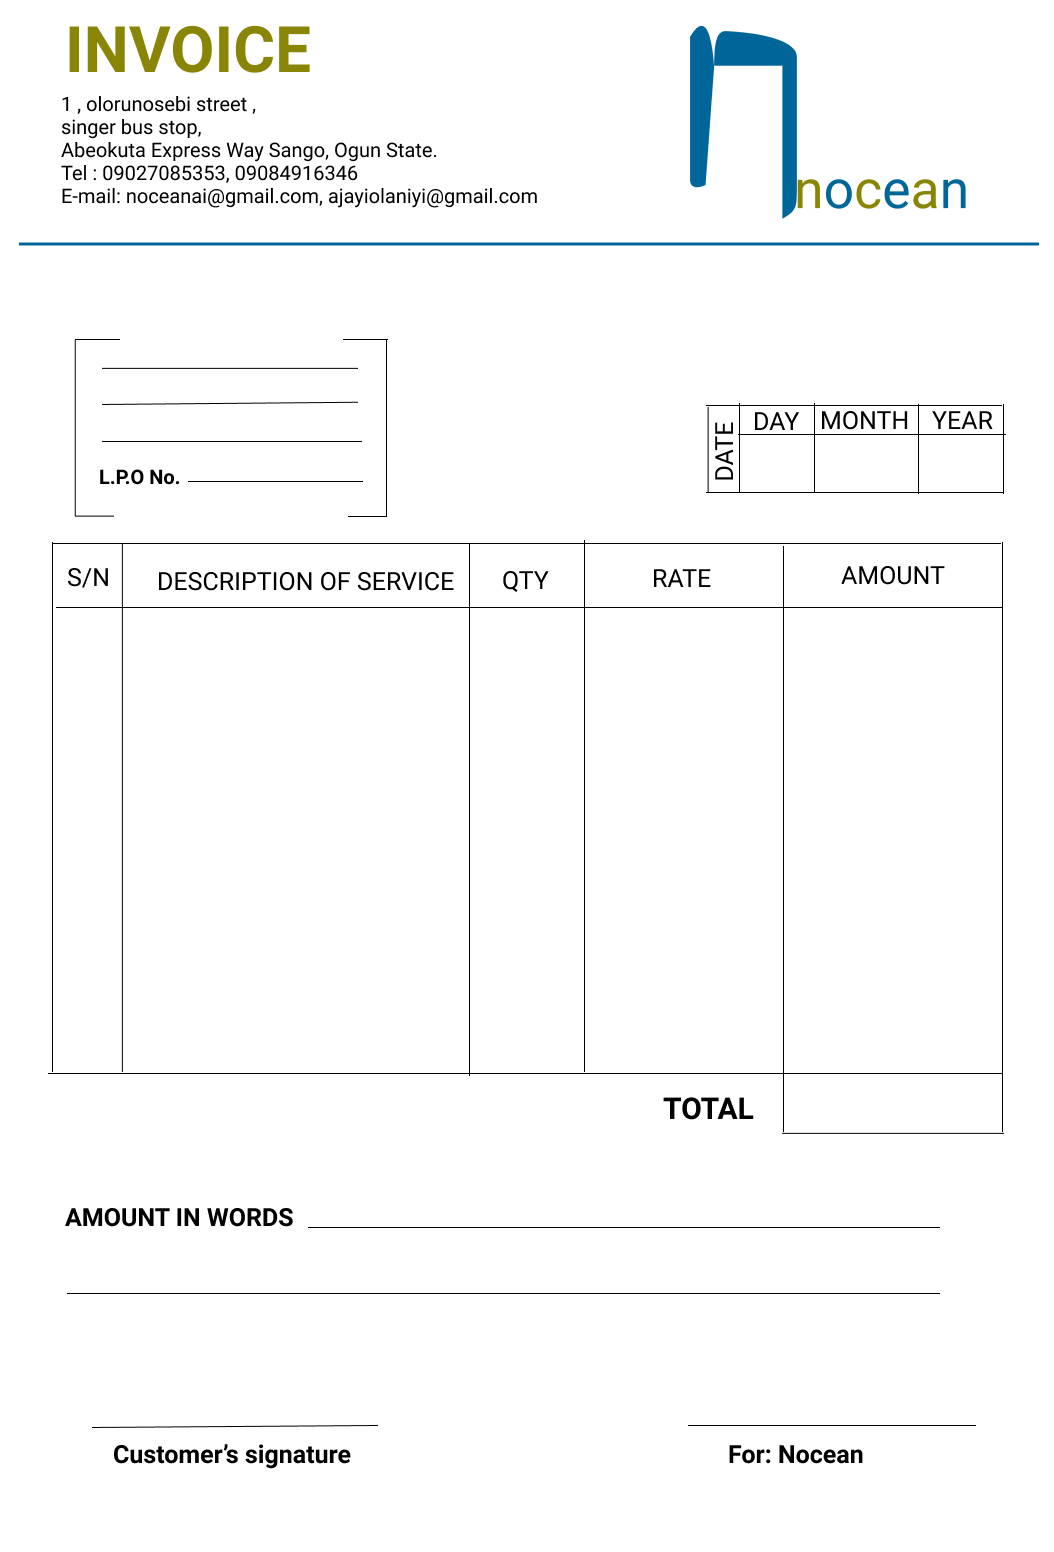 INVOICE
1 , olorunosebi street ,
singer bus stop,
Abeokuta Express Way Sango, Ogun State.
Tel : 09027085353, 09084916346
E-mail: noceanai@gmail.com, ajayiolaniyi@gmail.com
nocean
L.P.O No.
DATE
DAY MONTH YEAR
S/N DESCRIPTION OF SERVICE QTY RATE AMOUNT
TOTAL
AMOUNT IN WORDS
Customer’s signature
For: Nocean